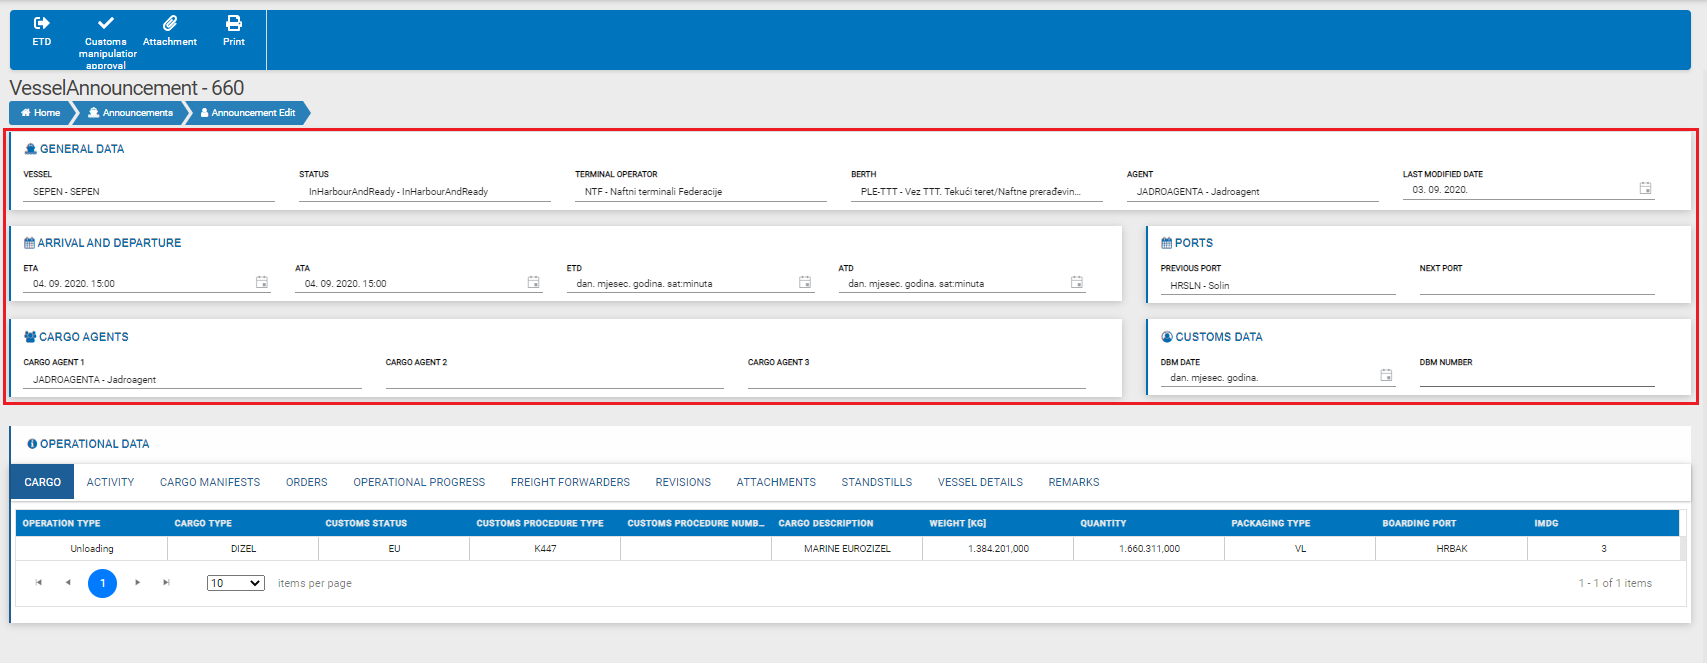 ETD
Customs manipulation approval
Attachment
Print
VesselAnnouncement - 660
Home
Announcements
Announcement Edit
GENERAL DATA
VESSEL STATUS TERMINAL OPERATOR BERTH AGENT LAST MODIFIED DATE
SEPEN - SEPEN InHarbourAndReady - InHarbourAndReady NTF - Naftni terminali Federacije PLE-TTT - Vez TTT. Tekući teret/Naftne prerađevin... JADROAGENTA - Jadroagent 03. 09. 2020.
ARRIVAL AND DEPARTURE
ETA ATA ETD ATD
04. 09. 2020. 15:00 04. 09. 2020. 15:00 dan. mjesec. godina. sat:minuta dan. mjesec. godina. sat:minuta
PORTS
PREVIOUS PORT NEXT PORT
HRSLN - Solin
CARGO AGENTS
CARGO AGENT 1 CARGO AGENT 2 CARGO AGENT 3
JADROAGENTA - Jadroagent
CUSTOMS DATA
DBM DATE DBM NUMBER
dan. mjesec. godina.
OPERATIONAL DATA
CARGO ACTIVITY CARGO MANIFESTS ORDERS OPERATIONAL PROGRESS FREIGHT FORWARDERS REVISIONS ATTACHMENTS STANDSTILLS VESSEL DETAILS REMARKS
OPERATION TYPE CARGO TYPE CUSTOMS STATUS CUSTOMS PROCEDURE TYPE CUSTOMS PROCEDURE NUMB... CARGO DESCRIPTION WEIGHT [KG] QUANTITY PACKAGING TYPE BOARDING PORT IMDG
Unloading DIZEL EU K447 MARINE EUROZIZEL 1.384.201,000 1.660.311,000 VL HRBAK 3
1 10 items per page 1 - 1 of 1 items